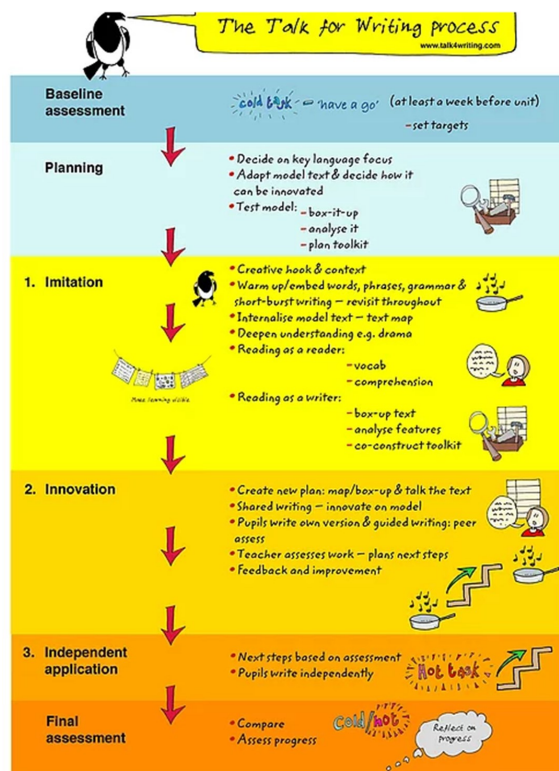 The Talk for Writing process
www.talk4writing.com
Baseline
assessment
cold task – 'have a go' (at least a week before unit)
– set targets
Planning
• Decide on key language focus
• Adapt model text & decide how it
can be innovated
• Test model: – box-it-up
– analyse it
– plan toolkit
1. Imitation
• Creative hook & context
• Warm up/embed words, phrases, grammar &
short-burst writing – revisit throughout
• Internalise model text – text map
• Deepen understanding e.g. drama
• Reading as a reader:
– vocab
– comprehension
Make learning visible
• Reading as a writer:
– box-up text
– analyse features
– co-construct toolkit
2. Innovation
• Create new plan: map/box-up & talk the text
• Shared writing – innovate on model
• Pupils write own version & guided writing: peer
assess
• Teacher assesses work – plans next steps
• Feedback and improvement
3. Independent
application
• Next steps based on assessment
• Pupils write independently
Hot task
Final
assessment
• Compare
• Assess progress
Cold/hot
Reflect on
progress